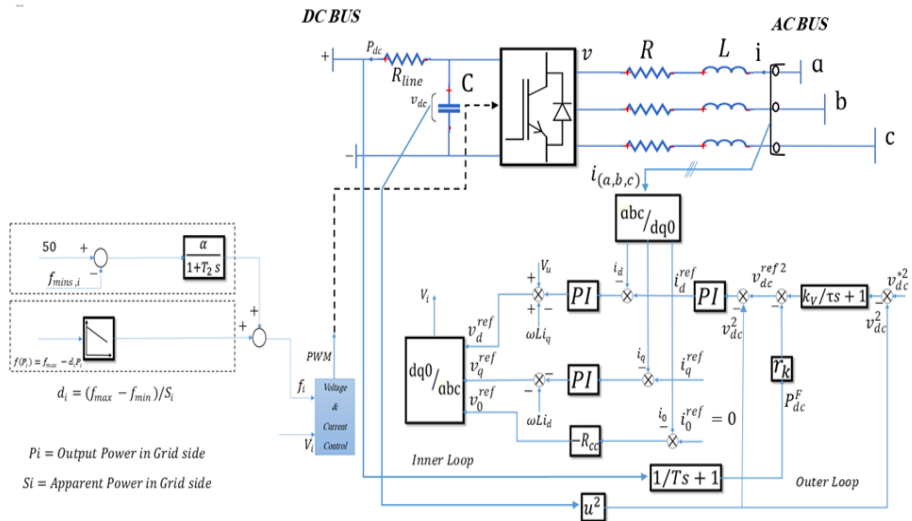 DC BUS
AC BUS
+
P_dc
R_line
C
v_dc
−
v
R
L
i
a
b
c
i_(a,b,c)
abc/dq0
50
+
−
f_mins,i
α
1+T_2 s
+
+
f(P_i) = f_max − d_i P_i
d_i = (f_max − f_min)/S_i
Pi = Output Power in Grid side
Si = Apparent Power in Grid side
PWM
f_i
V_i
Voltage
&
Current
Control
V_i
dq0/abc
v_d^ref
v_q^ref
v_0^ref
V_u
+
−
+
ωLi_q
PI
i_d
−
i_d^ref
PI
v_dc^ref 2
−
v_dc^2
−
k_V/τs + 1
v_dc^*2
−
v_dc^2
r_k
P_dc^F
−
−
ωLi_d
PI
i_q
−
i_q^ref
−R_cc
i_0
−
i_0^ref = 0
Inner Loop
1/Ts + 1
Outer Loop
u^2